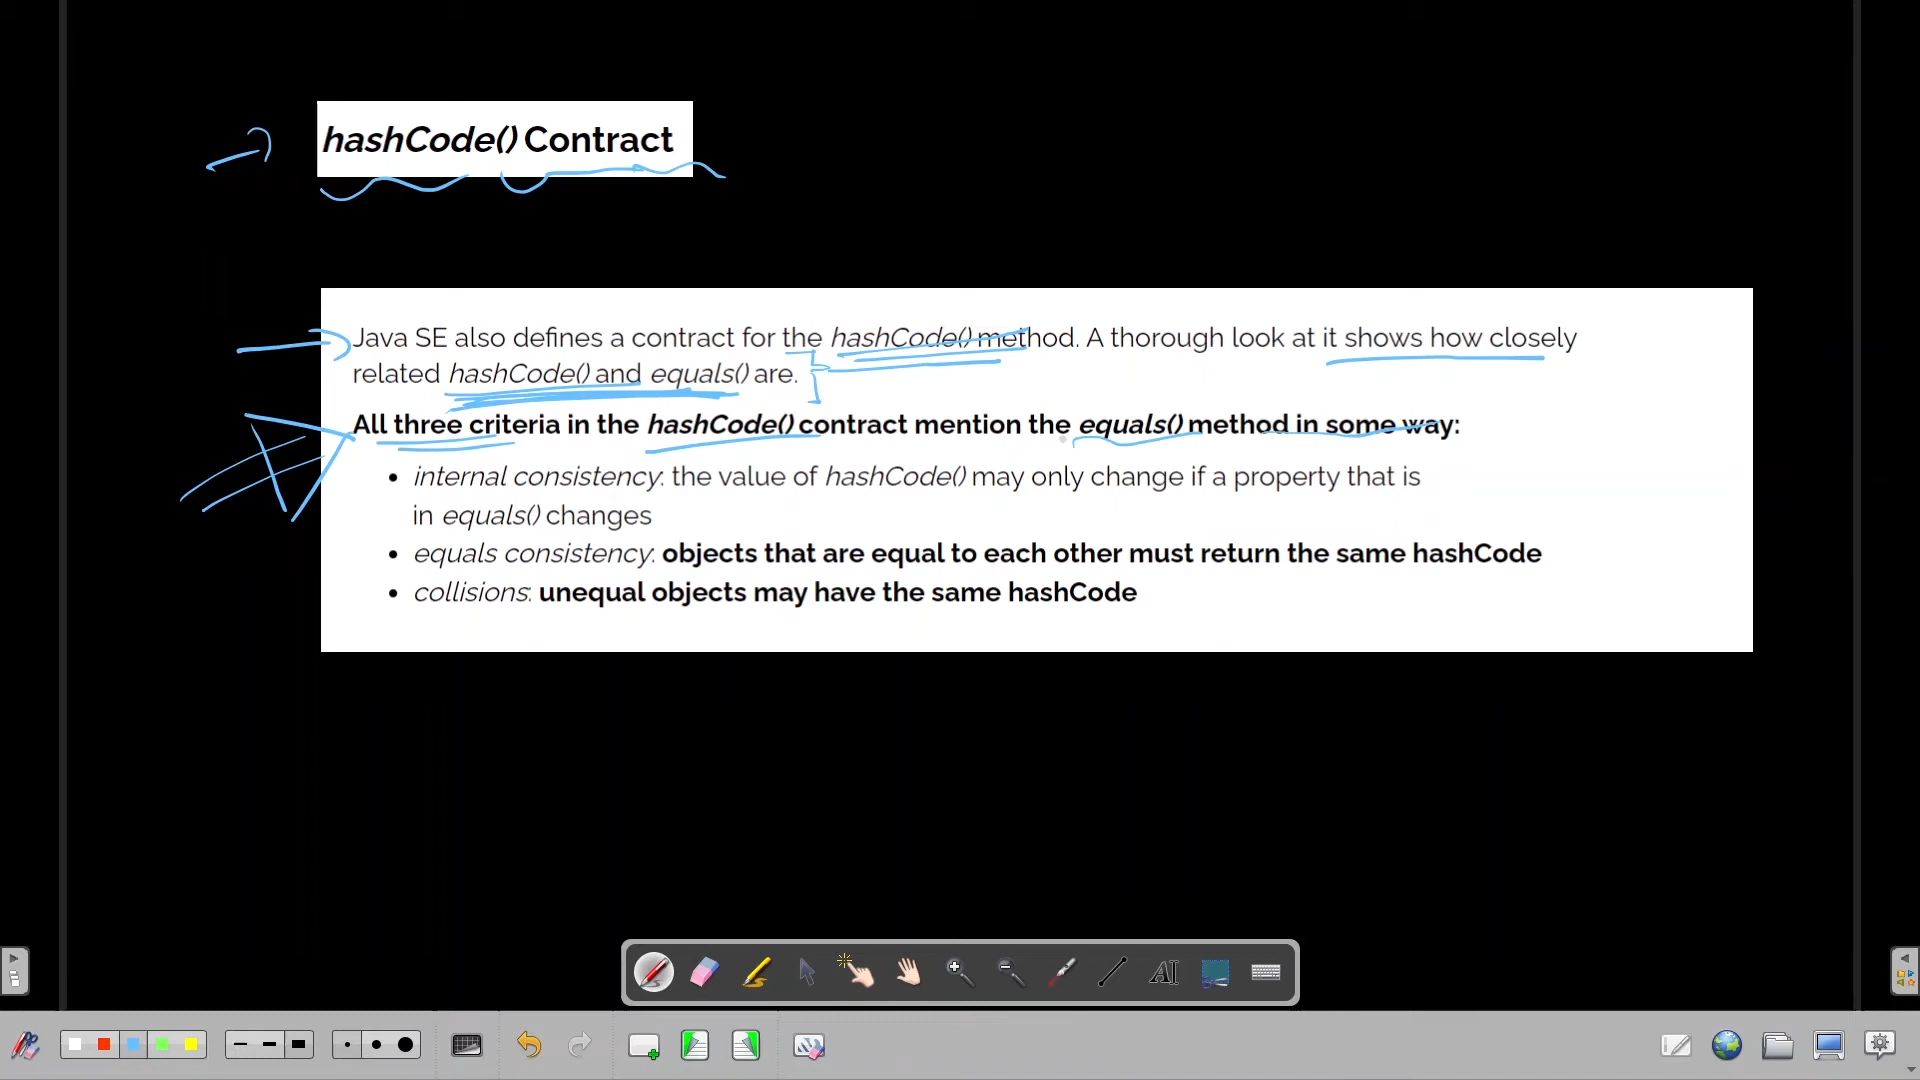 hashCode() Contract
Java SE also defines a contract for the hashCode() method. A thorough look at it shows how closely
related hashCode() and equals() are.
All three criteria in the hashCode() contract mention the equals() method in some way:
• internal consistency: the value of hashCode() may only change if a property that is
in equals() changes
• equals consistency: objects that are equal to each other must return the same hashCode
• collisions: unequal objects may have the same hashCode
AI